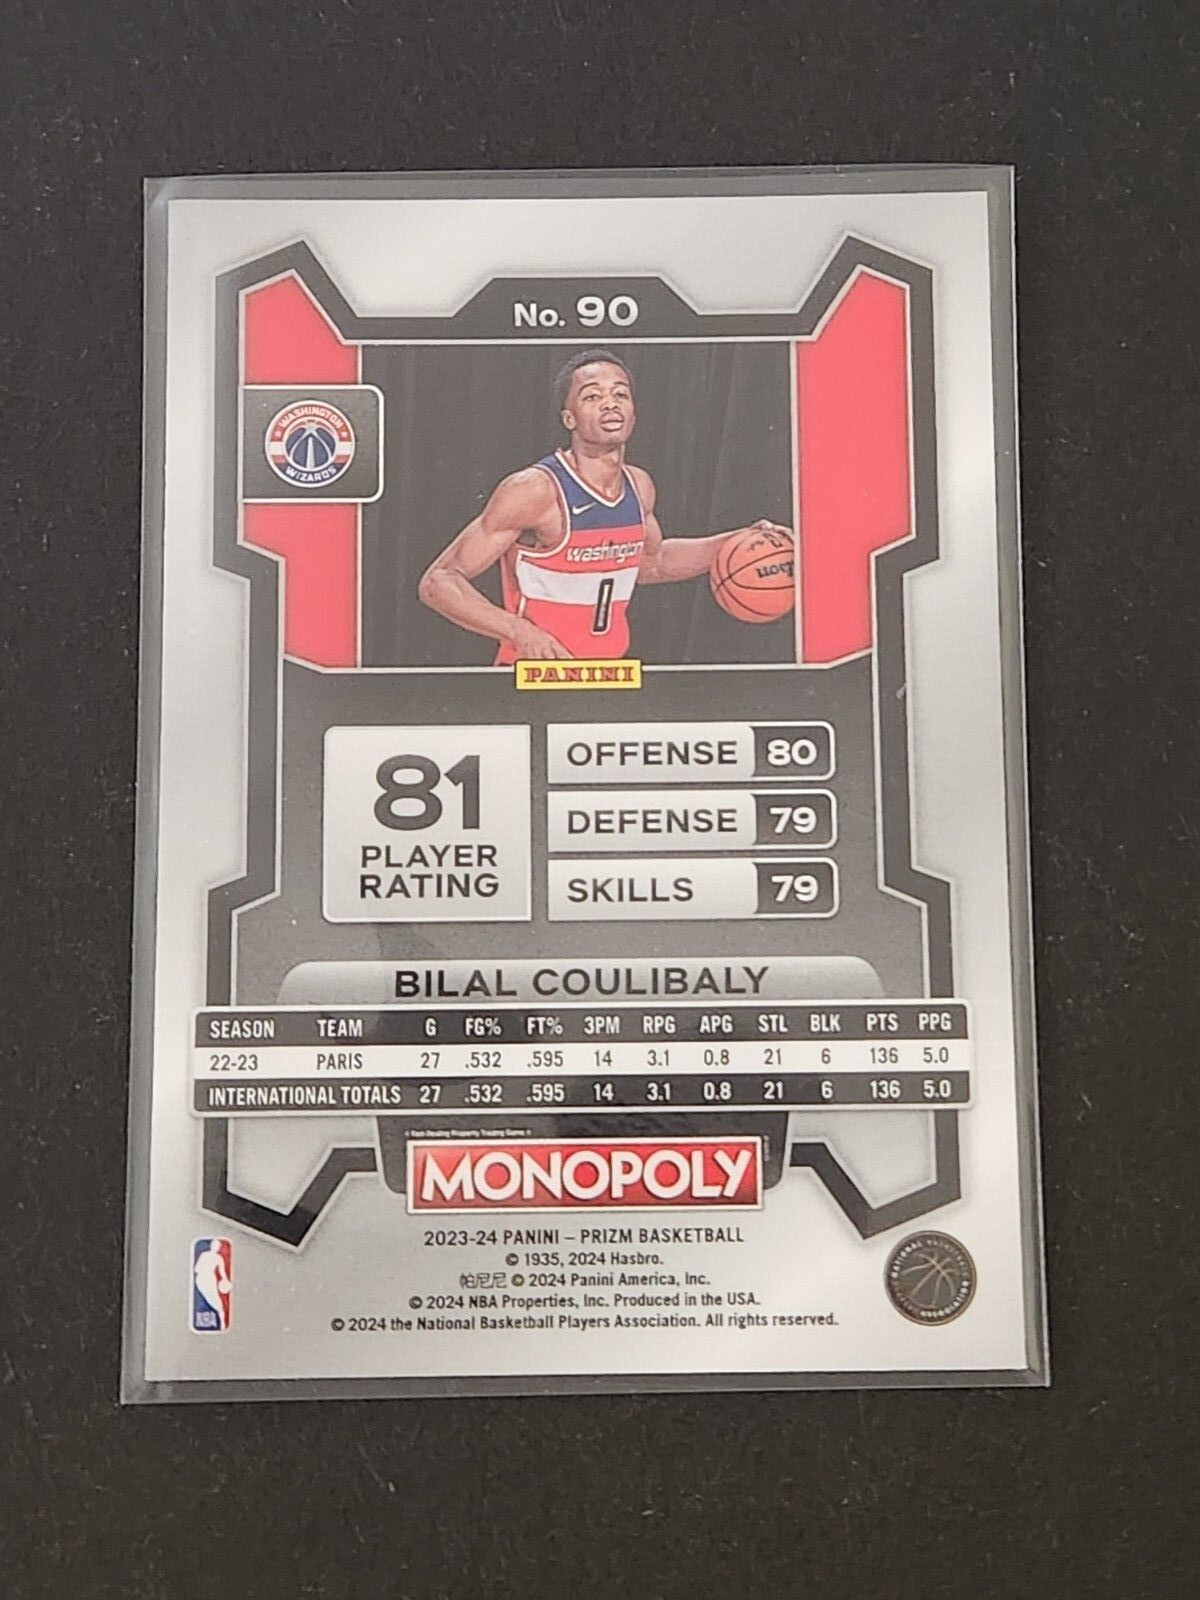 No. 90
WASHINGTON
WIZARDS
Washington
0
PANINI
81
PLAYER
RATING
OFFENSE 80
DEFENSE 79
SKILLS 79
BILAL COULIBALY
SEASON TEAM G FG% FT% 3PM RPG APG STL BLK PTS PPG
22-23 PARIS 27 .532 .595 14 3.1 0.8 21 6 136 5.0
INTERNATIONAL TOTALS 27 .532 .595 14 3.1 0.8 21 6 136 5.0
MONOPOLY
2023-24 PANINI – PRIZM BASKETBALL
© 1935, 2024 Hasbro.
帕尼尼 © 2024 Panini America, Inc.
© 2024 NBA Properties, Inc. Produced in the USA.
© 2024 the National Basketball Players Association. All rights reserved.
NBA
NATIONAL BASKETBALL
ASSOCIATION